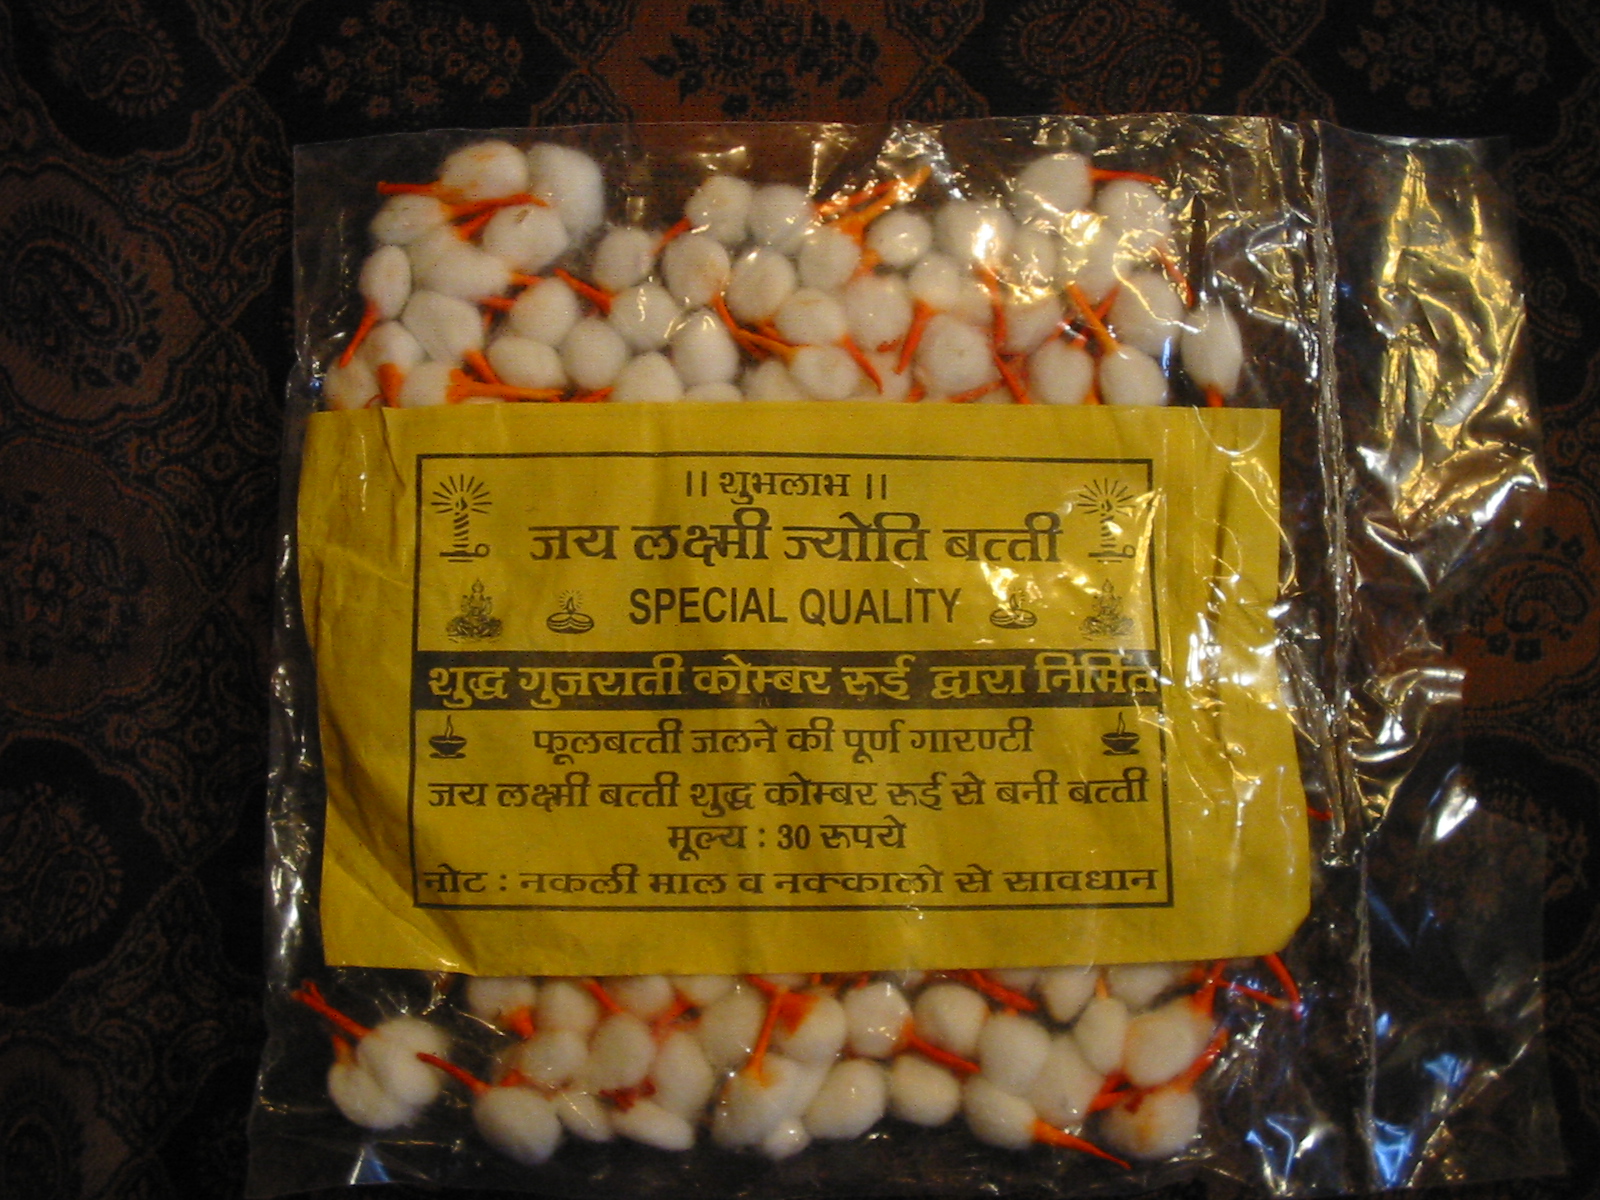 ।। शुभलाभ ।।
जय लक्ष्मी ज्योति बत्ती
SPECIAL QUALITY
शुद्ध गुजराती कोम्बर रूई द्वारा निर्मित
फूलबत्ती जलने की पूर्ण गारण्टी
जय लक्ष्मी बत्ती शुद्ध कोम्बर रूई से बनी बत्ती
मूल्य : 30 रूपये
नोट : नकली माल व नक्कालो से सावधान